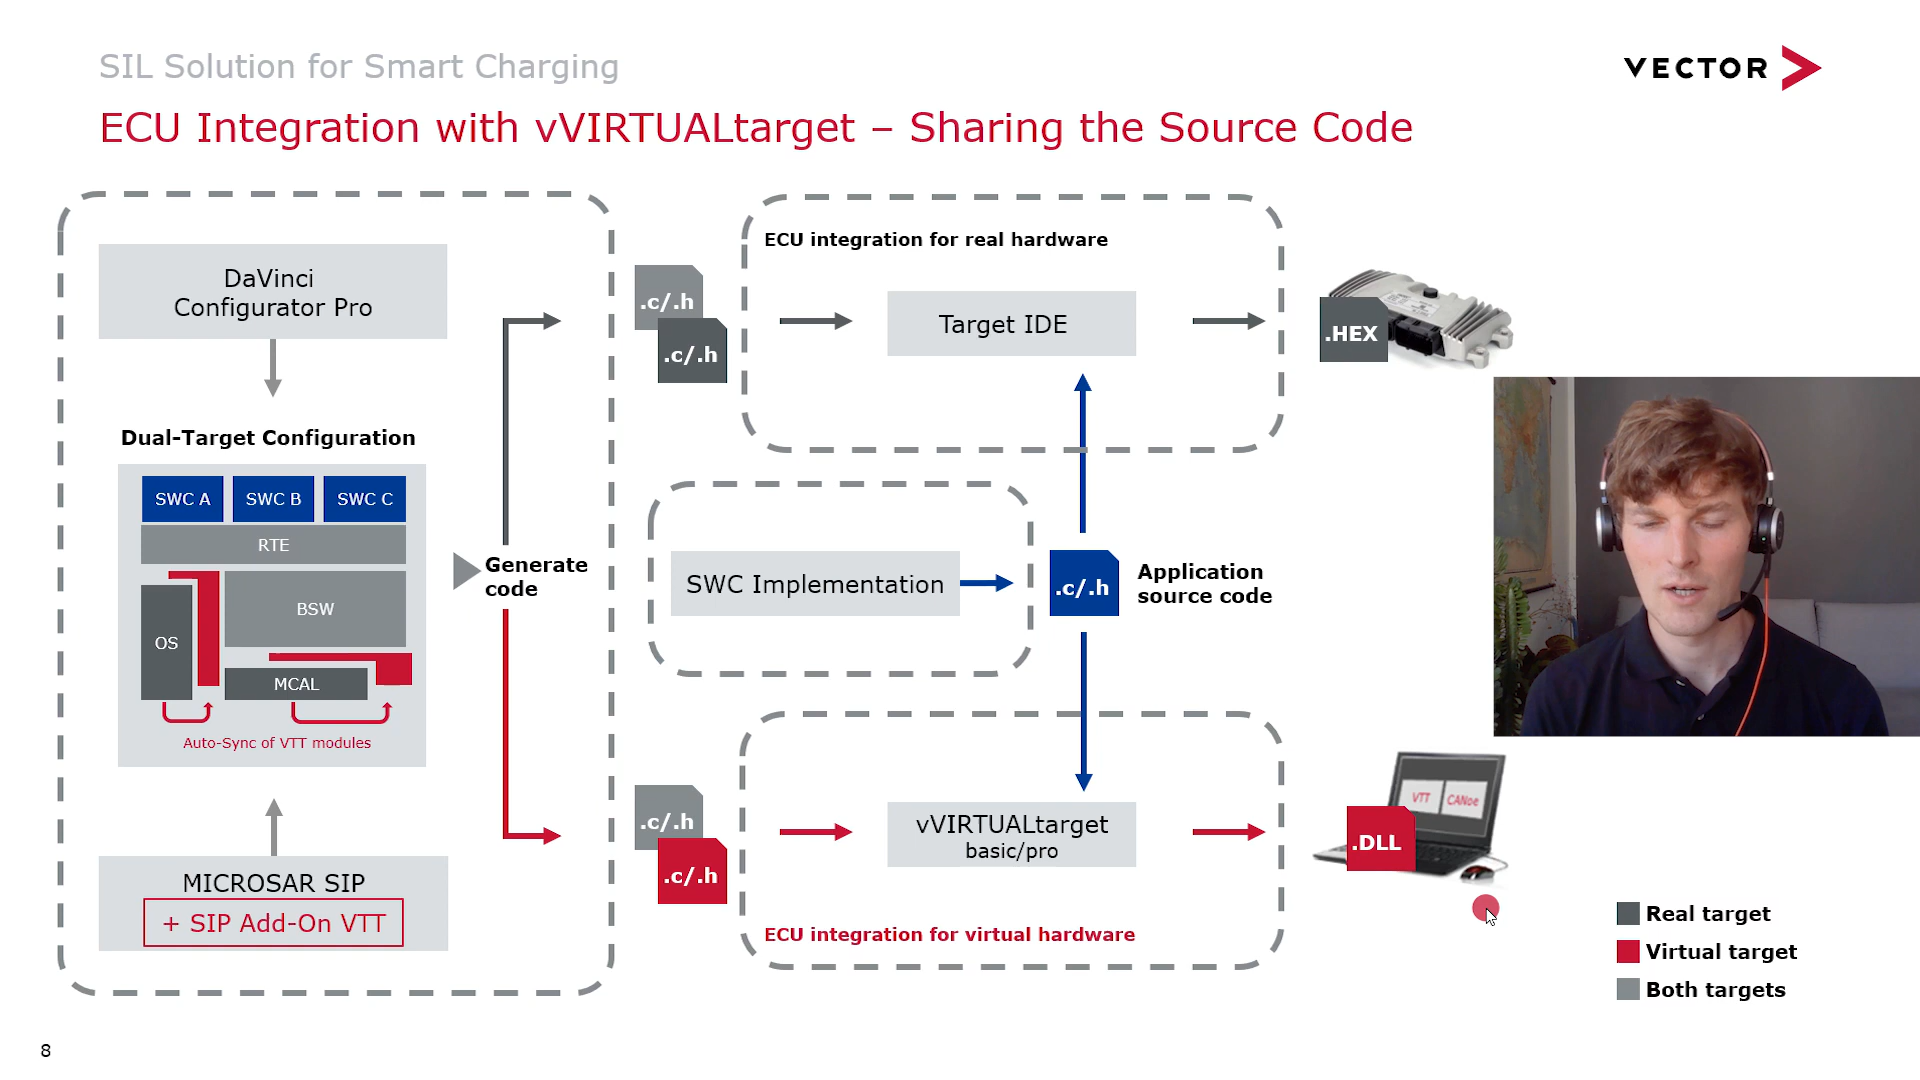 SIL Solution for Smart Charging
VECTOR
ECU Integration with vVIRTUALtarget – Sharing the Source Code
DaVinci
Configurator Pro
Dual-Target Configuration
SWC A
SWC B
SWC C
RTE
BSW
OS
MCAL
Auto-Sync of VTT modules
MICROSAR SIP
+ SIP Add-On VTT
Generate
code
.c/.h
.c/.h
ECU integration for real hardware
Target IDE
.HEX
SWC Implementation
.c/.h
Application
source code
.c/.h
.c/.h
vVIRTUALtarget
basic/pro
ECU integration for virtual hardware
VTT
CANoe
.DLL
Real target
Virtual target
Both targets
8